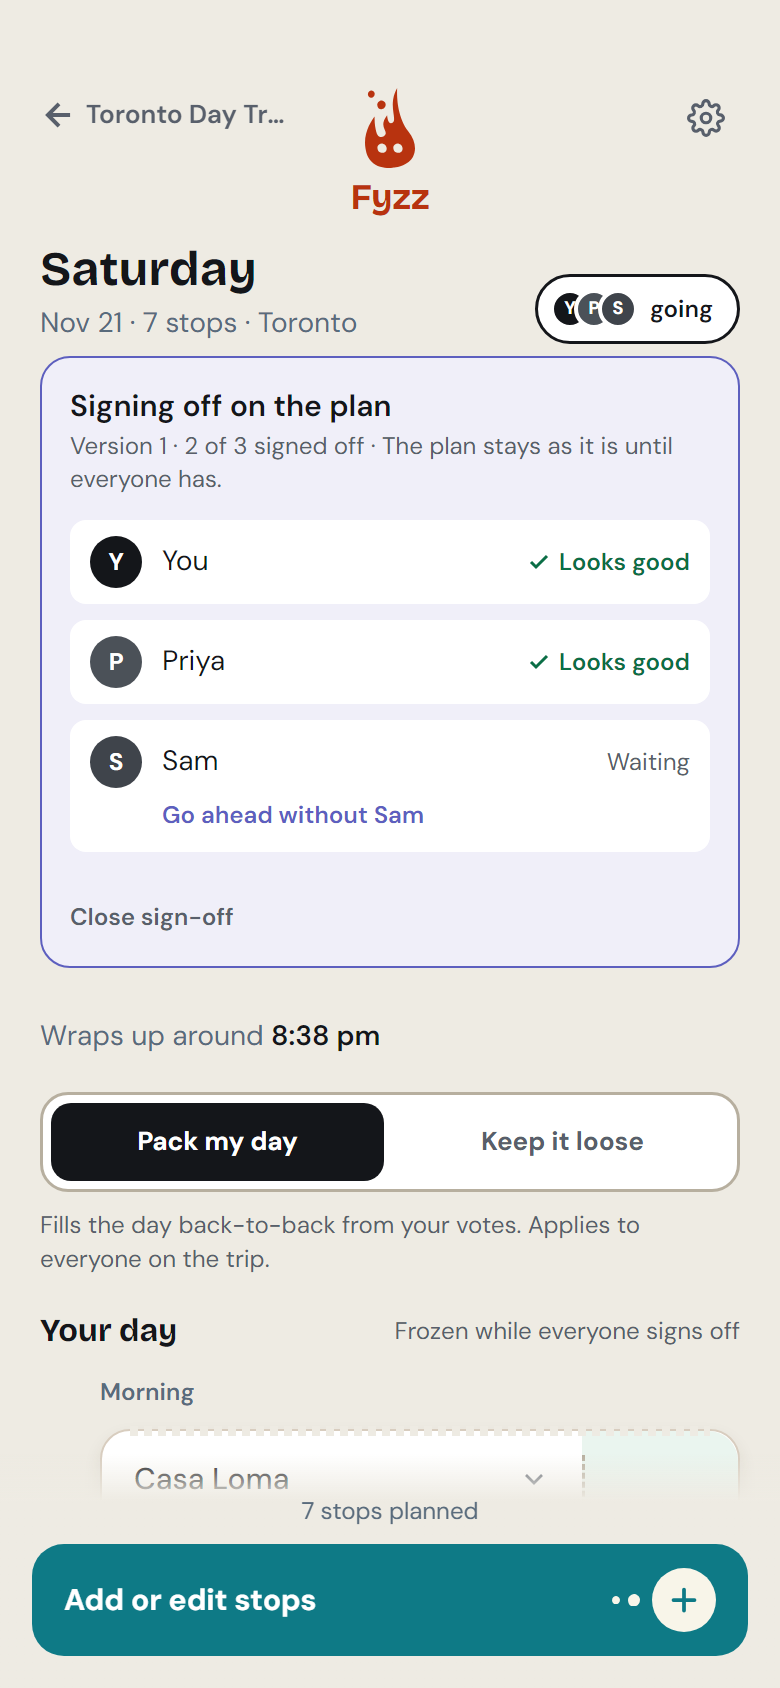 Toronto Day Tr...
Fyzz
Saturday
Nov 21 · 7 stops · Toronto
Y P S going
Signing off on the plan
Version 1 · 2 of 3 signed off · The plan stays as it is until
everyone has.
Y You ✓ Looks good
P Priya ✓ Looks good
S Sam Waiting
Go ahead without Sam
Close sign-off
Wraps up around 8:38 pm
Pack my day Keep it loose
Fills the day back-to-back from your votes. Applies to
everyone on the trip.
Your day Frozen while everyone signs off
Morning
Casa Loma
7 stops planned
Add or edit stops